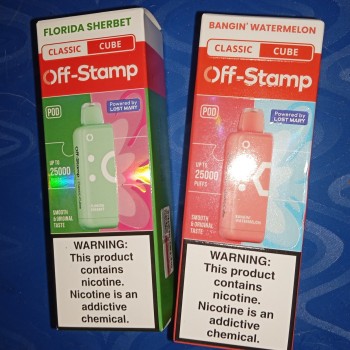 FLORIDA SHERBET
CLASSIC CUBE
Off-Stamp
POD
Powered by
LOST MARY
UP TO
25000
PUFFS
SMOOTH
& ORIGINAL
TASTE
WARNING:
This product
contains
nicotine.
Nicotine is an
addictive
chemical.
BANGIN' WATERMELON
CLASSIC CUBE
Off-Stamp
POD
Powered by
LOST MARY
UP TO
25000
PUFFS
SMOOTH
& ORIGINAL
TASTE
WARNING:
This product
contains
nicotine.
Nicotine is an
addictive
chemical.